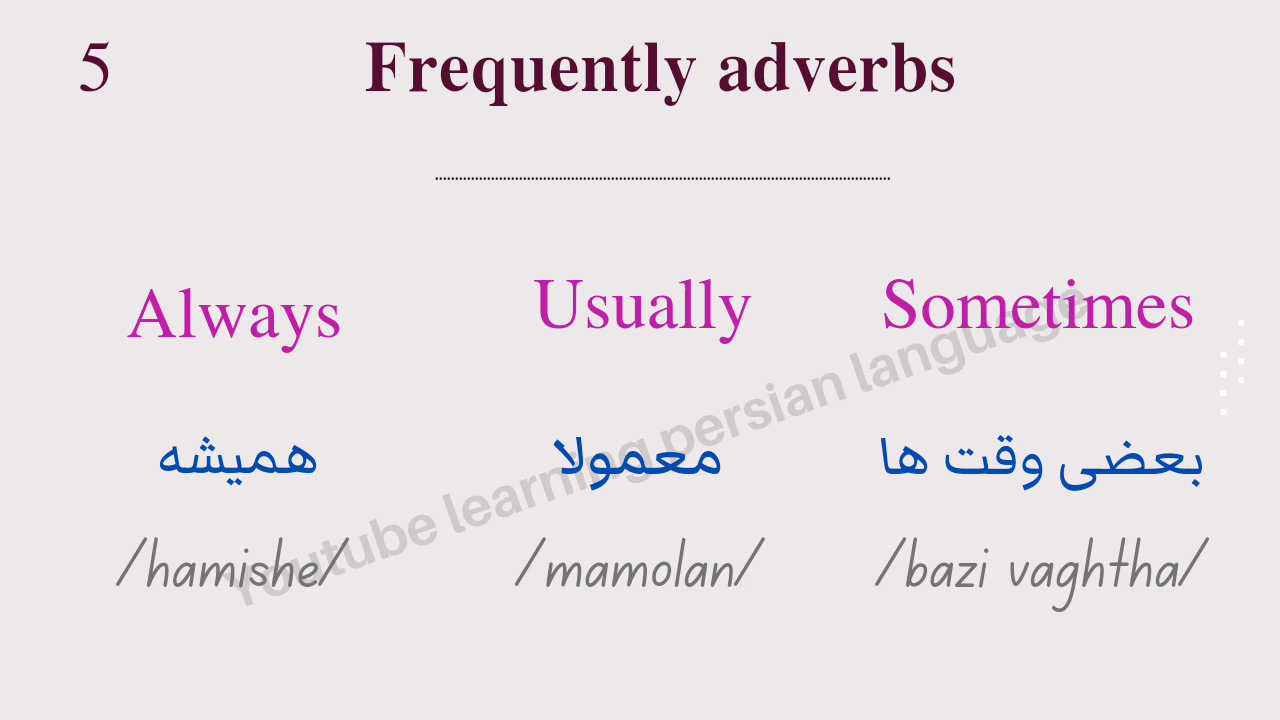 5
Frequently adverbs
Always
Usually
Sometimes
همیشه
معمولا
بعضی وقت ها
/hamishe/
/mamolan/
/bazi vaghtha/
Youtube learning persian language